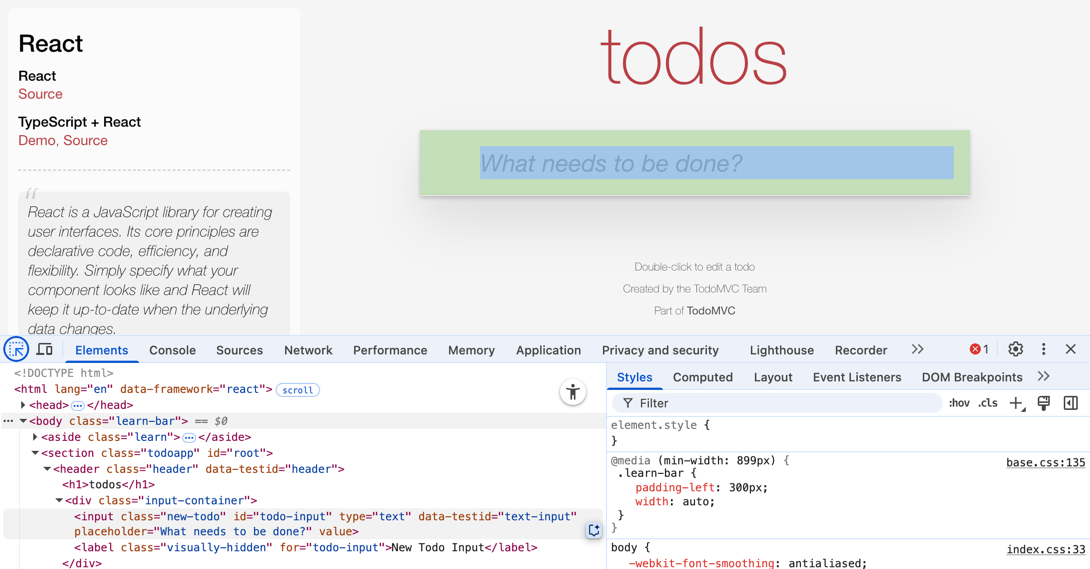 React
React
Source
TypeScript + React
Demo, Source
“
React is a JavaScript library for creating
user interfaces. Its core principles are
declarative code, efficiency, and
flexibility. Simply specify what your
component looks like and React will
keep it up-to-date when the underlying
data changes.
todos
What needs to be done?
Double-click to edit a todo
Created by the TodoMVC Team
Part of TodoMVC
Elements Console Sources Network Performance Memory Application Privacy and security Lighthouse Recorder 1
<!DOCTYPE html>
<html lang="en" data-framework="react"> scroll
<head> … </head>
… <body class="learn-bar"> == $0
<aside class="learn"> … </aside>
<section class="todoapp" id="root">
<header class="header" data-testid="header">
<h1>todos</h1>
<div class="input-container">
<input class="new-todo" id="todo-input" type="text" data-testid="text-input"
placeholder="What needs to be done?" value>
<label class="visually-hidden" for="todo-input">New Todo Input</label>
</div>
Styles Computed Layout Event Listeners DOM Breakpoints
Filter :hov .cls
element.style {
}
@media (min-width: 899px) { base.css:135
.learn-bar {
padding-left: 300px;
width: auto;
}
}
body { index.css:33
-webkit-font-smoothing: antialiased;